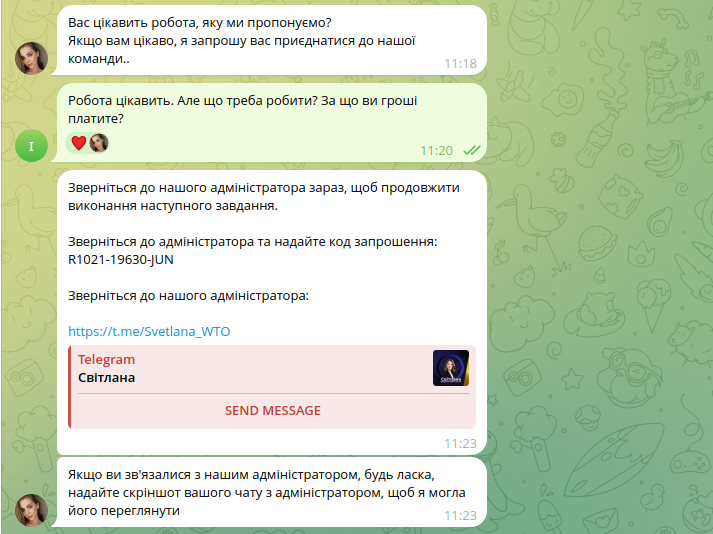 Вас цікавить робота, яку ми пропонуємо?
Якщо вам цікаво, я запрошу вас приєднатися до нашої
команди..
11:18
Робота цікавить. Але що треба робити? За що ви гроші
платите?
11:20
І
Зверніться до нашого адміністратора зараз, щоб продовжити
виконання наступного завдання.
Зверніться до адміністратора та надайте код запрошення:
R1021-19630-JUN
Зверніться до нашого адміністратора:
https://t.me/Svetlana_WTO
Telegram
Світлана
Світлана
SEND MESSAGE
11:23
Якщо ви зв'язалися з нашим адміністратором, будь ласка,
надайте скріншот вашого чату з адміністратором, щоб я могла
його переглянути
11:23